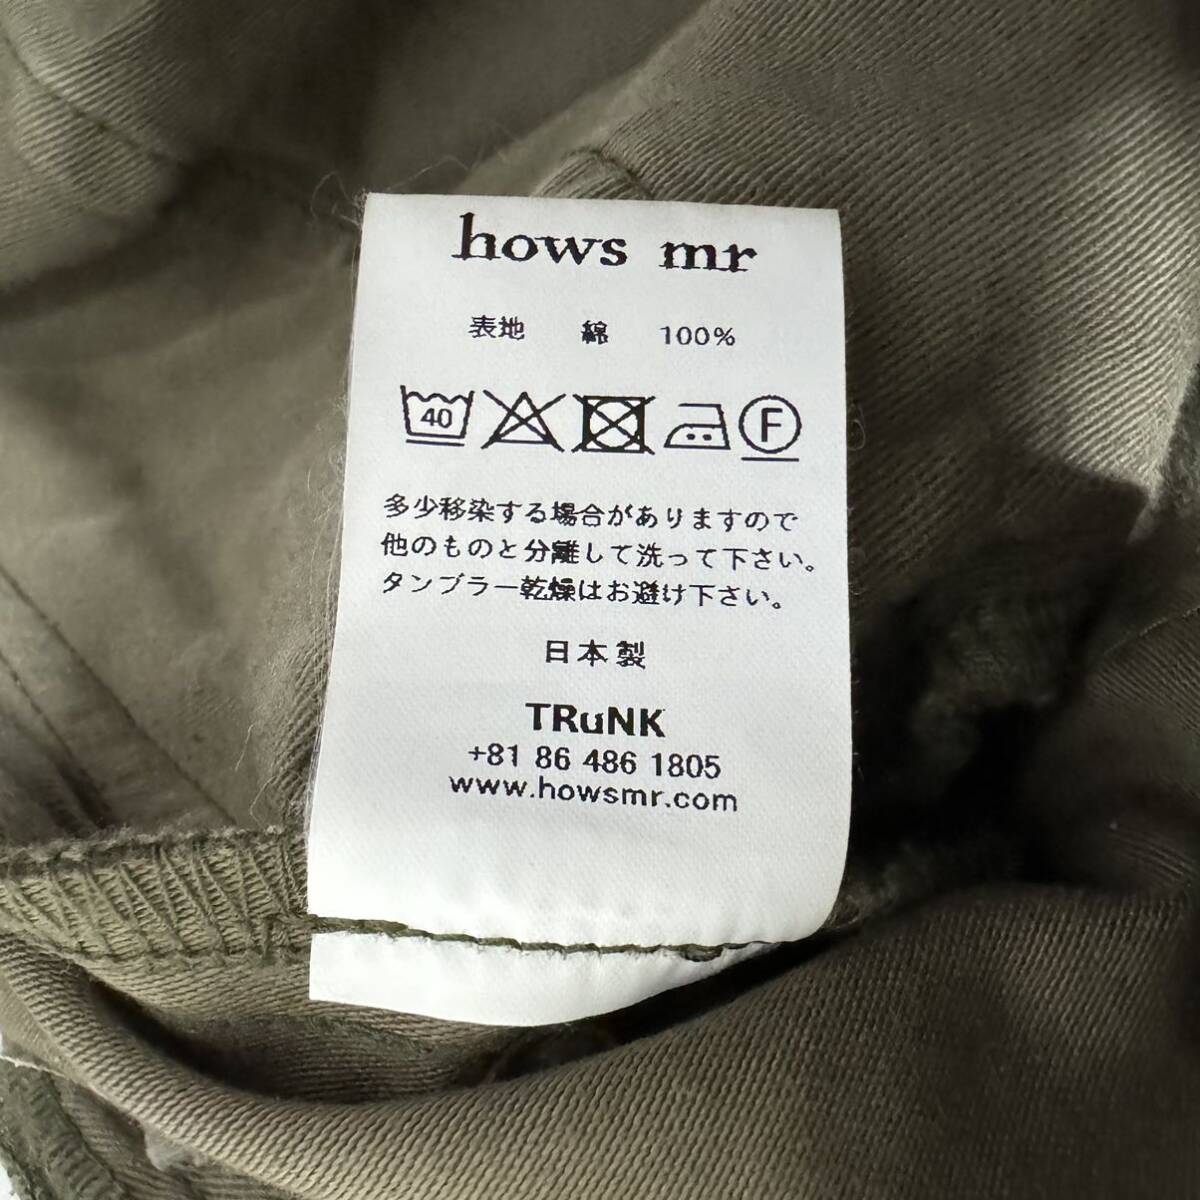 hows mr
表地 綿 100%
40 F
多少移染する場合がありますので
他のものと分離して洗って下さい。
タンブラー乾燥はお避け下さい。
日本製
TRuNK
+81 86 486 1805
www.howsmr.com